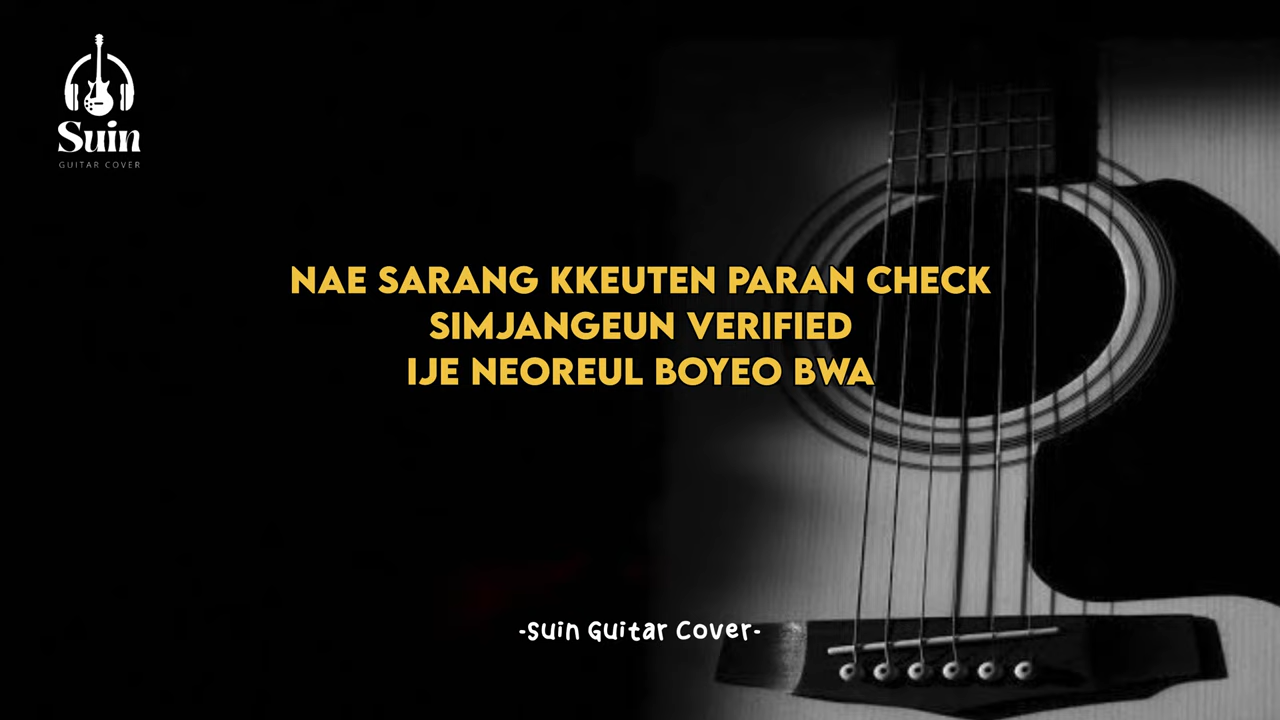 Suin
GUITAR COVER
NAE SARANG KKEUTEN PARAN CHECK
SIMJANGEUN VERIFIED
IJE NEOREUL BOYEO BWA
-Suin Guitar Cover-